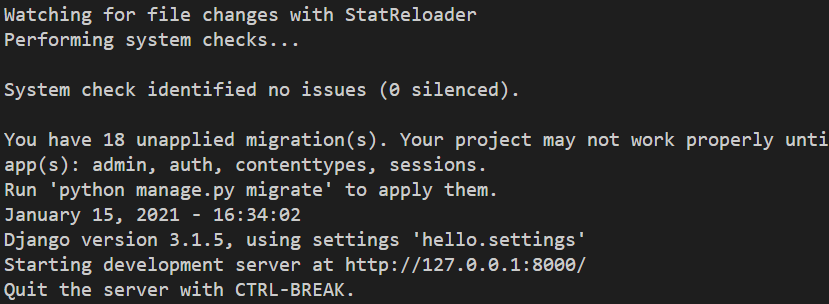 Watching for file changes with StatReloader
Performing system checks...
System check identified no issues (0 silenced).
You have 18 unapplied migration(s). Your project may not work properly unti
app(s): admin, auth, contenttypes, sessions.
Run 'python manage.py migrate' to apply them.
January 15, 2021 - 16:34:02
Django version 3.1.5, using settings 'hello.settings'
Starting development server at http://127.0.0.1:8000/
Quit the server with CTRL-BREAK.